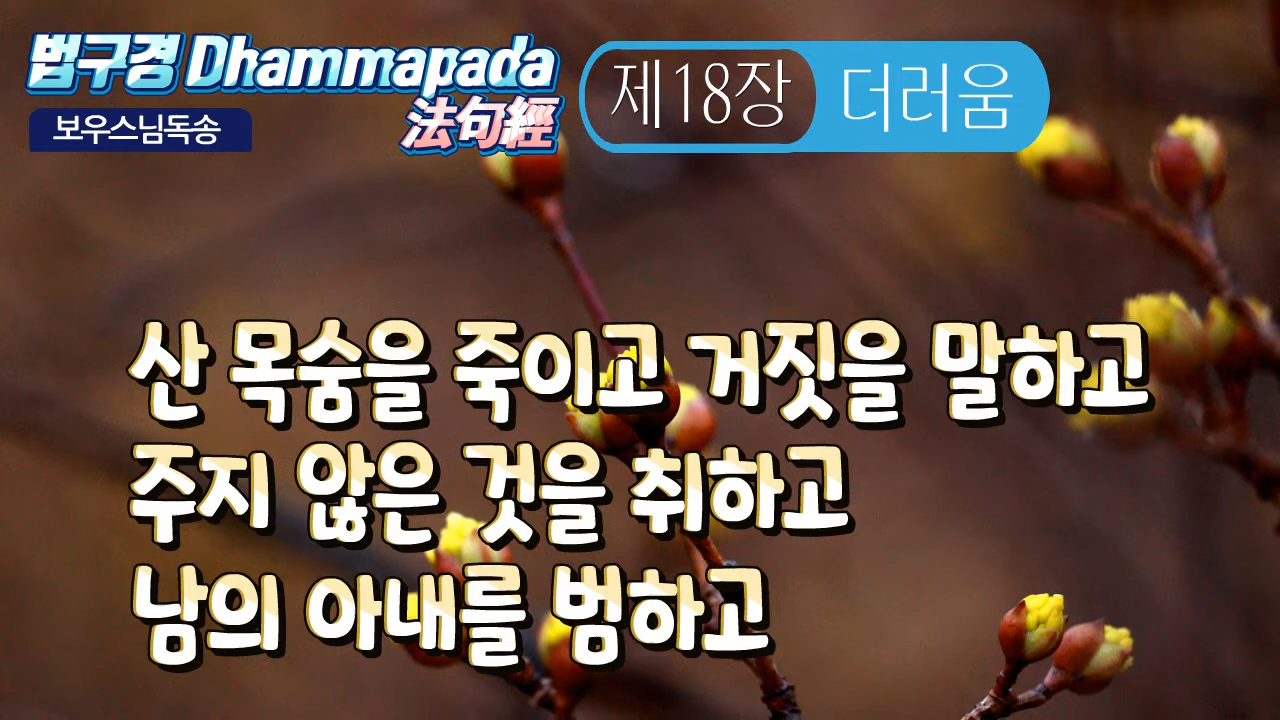 법구경 Dhammapada
法句經
보우스님독송
제18장 더러움
산 목숨을 죽이고 거짓을 말하고
주지 않은 것을 취하고
남의 아내를 범하고